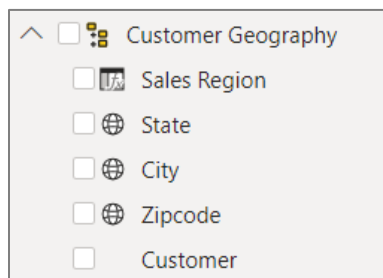 Customer Geography
Sales Region
State
City
Zipcode
Customer